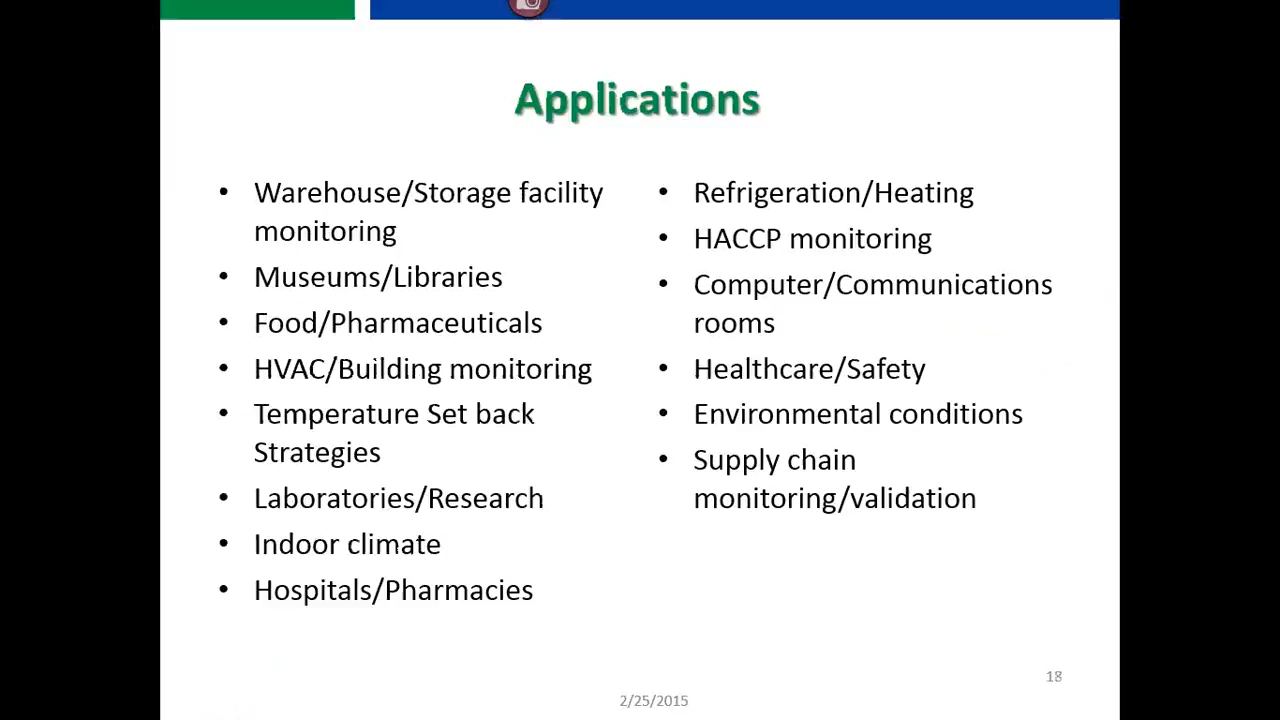 Applications
• Warehouse/Storage facility
monitoring
• Museums/Libraries
• Food/Pharmaceuticals
• HVAC/Building monitoring
• Temperature Set back
Strategies
• Laboratories/Research
• Indoor climate
• Hospitals/Pharmacies
• Refrigeration/Heating
• HACCP monitoring
• Computer/Communications
rooms
• Healthcare/Safety
• Environmental conditions
• Supply chain
monitoring/validation
18
2/25/2015